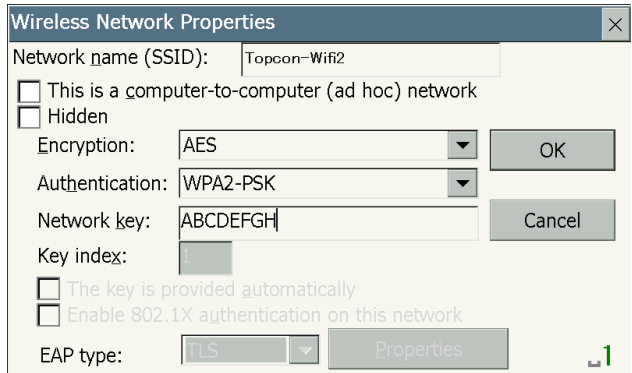 Wireless Network Properties
Network name (SSID): Topcon-Wifi2
This is a computer-to-computer (ad hoc) network
Hidden
Encryption: AES OK
Authentication: WPA2-PSK
Network key: ABCDEFGH Cancel
Key index: 1
The key is provided automatically
Enable 802.1X authentication on this network
EAP type: TLS Properties
1